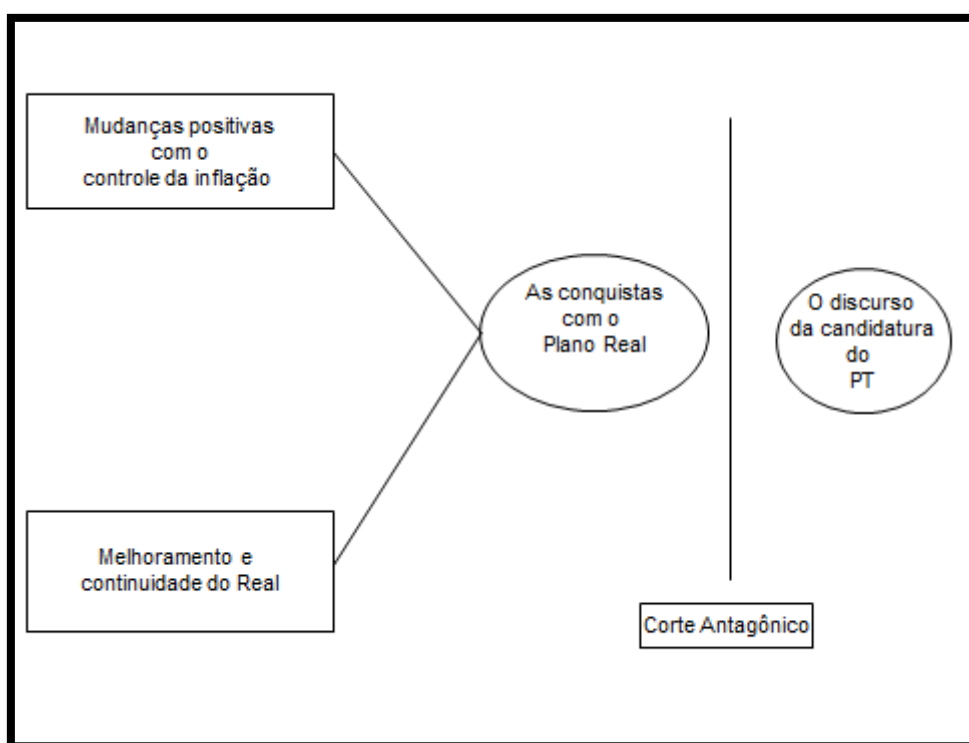 Mudanças positivas
com o
controle da inflação
As conquistas
com o
Plano Real
O discurso
da candidatura
do
PT
Melhoramento e
continuidade do Real
Corte Antagônico